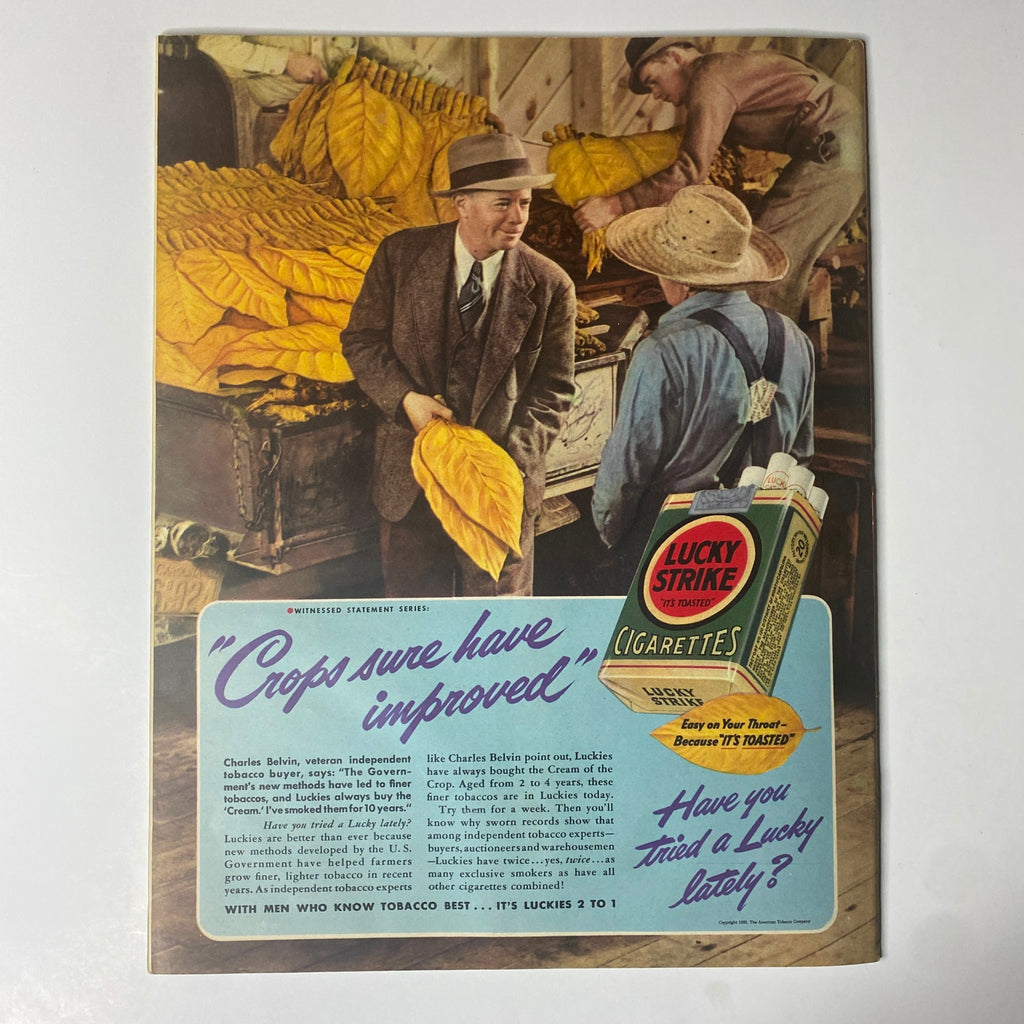 WITNESSED STATEMENT SERIES:
"Crops sure have
improved"
Charles Belvin, veteran independent
tobacco buyer, says: "The Govern-
ment's new methods have led to finer
tobaccos, and Luckies always buy the
'Cream.' I've smoked them for 10 years."
Have you tried a Lucky lately?
Luckies are better than ever because
new methods developed by the U. S.
Government have helped farmers
grow finer, lighter tobacco in recent
years. As independent tobacco experts
like Charles Belvin point out, Luckies
have always bought the Cream of the
Crop. Aged from 2 to 4 years, these
finer tobaccos are in Luckies today.
Try them for a week. Then you'll
know why sworn records show that
among independent tobacco experts—
buyers, auctioneers and warehousemen
—Luckies have twice...yes, twice...as
many exclusive smokers as have all
other cigarettes combined!
WITH MEN WHO KNOW TOBACCO BEST...IT'S LUCKIES 2 TO 1
LUCKY
STRIKE
"IT'S TOASTED"
CIGARETTES
LUCKY
STRIKE
20
Easy on Your Throat—
Because "IT'S TOASTED"
Have you
tried a Lucky
lately?
Copyright 1939, The American Tobacco Company